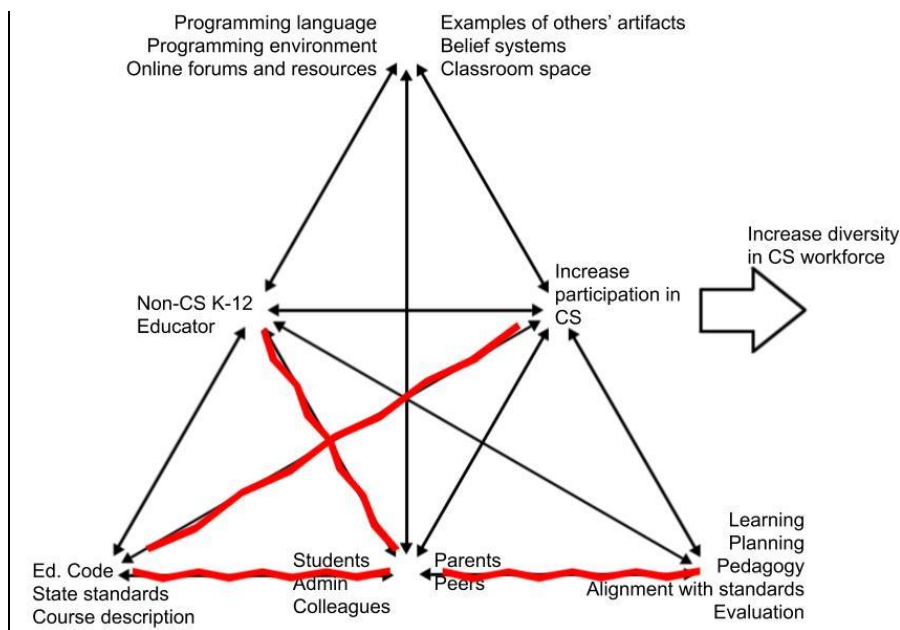 Programming language
Programming environment
Online forums and resources
Examples of others’ artifacts
Belief systems
Classroom space
Increase diversity
in CS workforce
Non-CS K-12
Educator
Increase
participation in
CS
Ed. Code
State standards
Course description
Students
Admin
Colleagues
Parents
Peers
Learning
Planning
Pedagogy
Alignment with standards
Evaluation